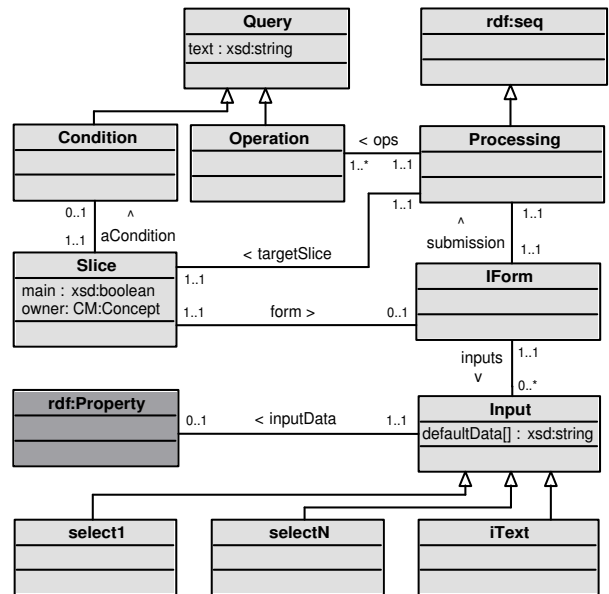 Query
text : xsd:string
rdf:seq
Condition
Operation
< ops
1..*
1..1
Processing
0..1
^
1..1
aCondition
1..1
^
submission
1..1
1..1
Slice
main : xsd:boolean
owner: CM:Concept
< targetSlice
1..1
IForm
1..1
form >
0..1
inputs
v
1..1
0..*
rdf:Property
0..1
< inputData
1..1
Input
defaultData[] : xsd:string
select1
selectN
iText